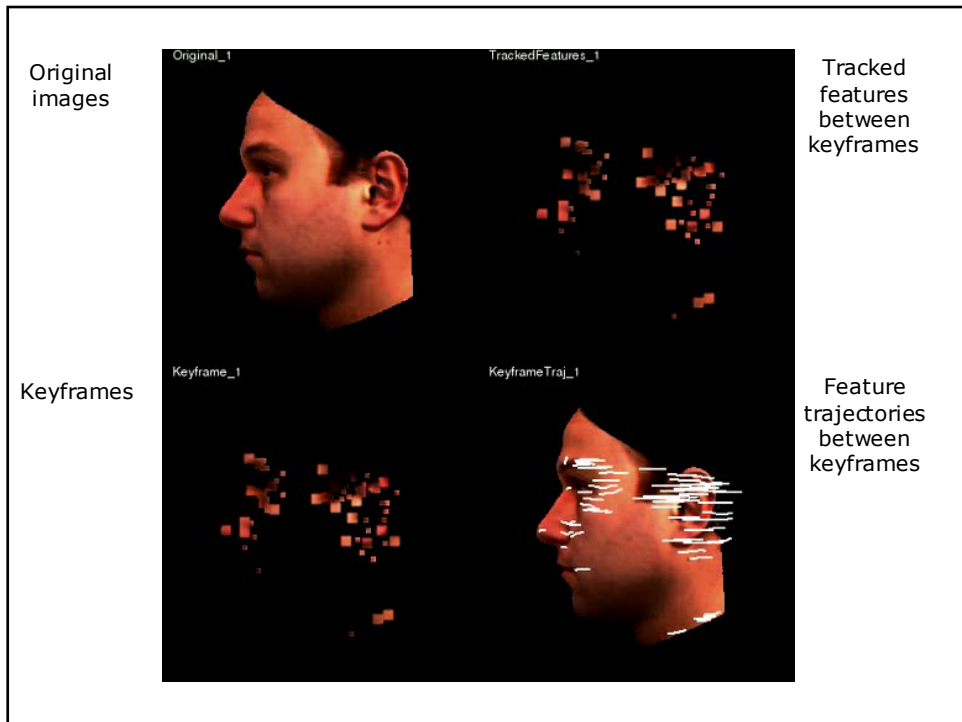 Original
images
Original_1
TrackedFeatures_1
Tracked
features
between
keyframes
Keyframes
Keyframe_1
KeyframeTraj_1
Feature
trajectories
between
keyframes